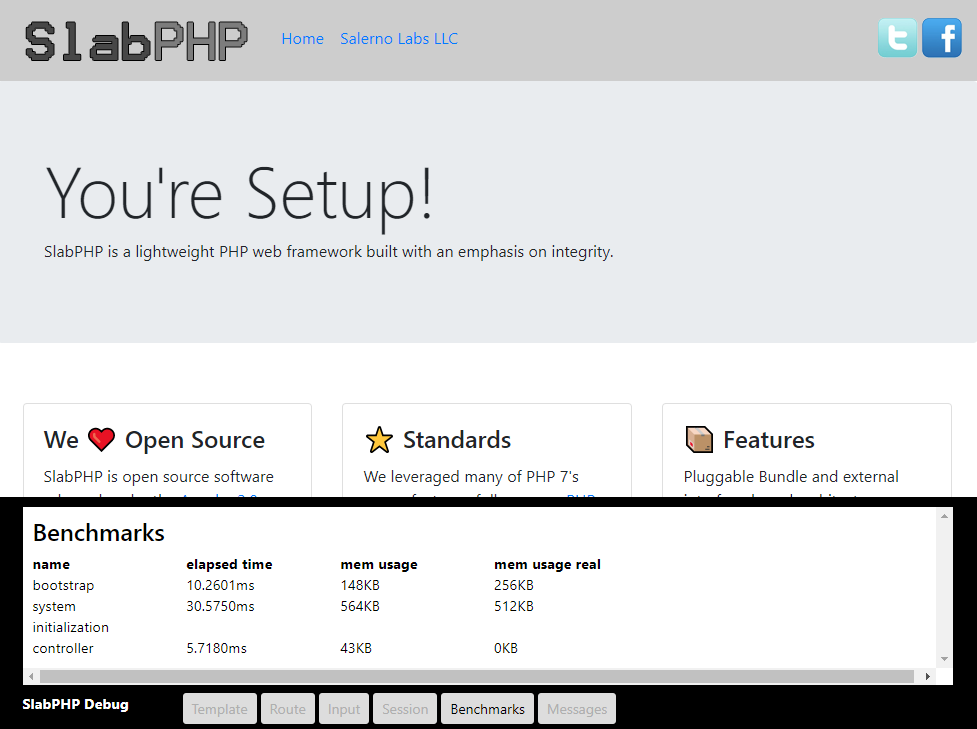 SlabPHP Home Salerno Labs LLC
You're Setup!
SlabPHP is a lightweight PHP web framework built with an emphasis on integrity.
We Open Source
SlabPHP is open source software
Standards
We leveraged many of PHP 7's
Features
Pluggable Bundle and external
Benchmarks
name elapsed time mem usage mem usage real
bootstrap 10.2601ms 148KB 256KB
system 30.5750ms 564KB 512KB
initialization
controller 5.7180ms 43KB 0KB
SlabPHP Debug Template Route Input Session Benchmarks Messages